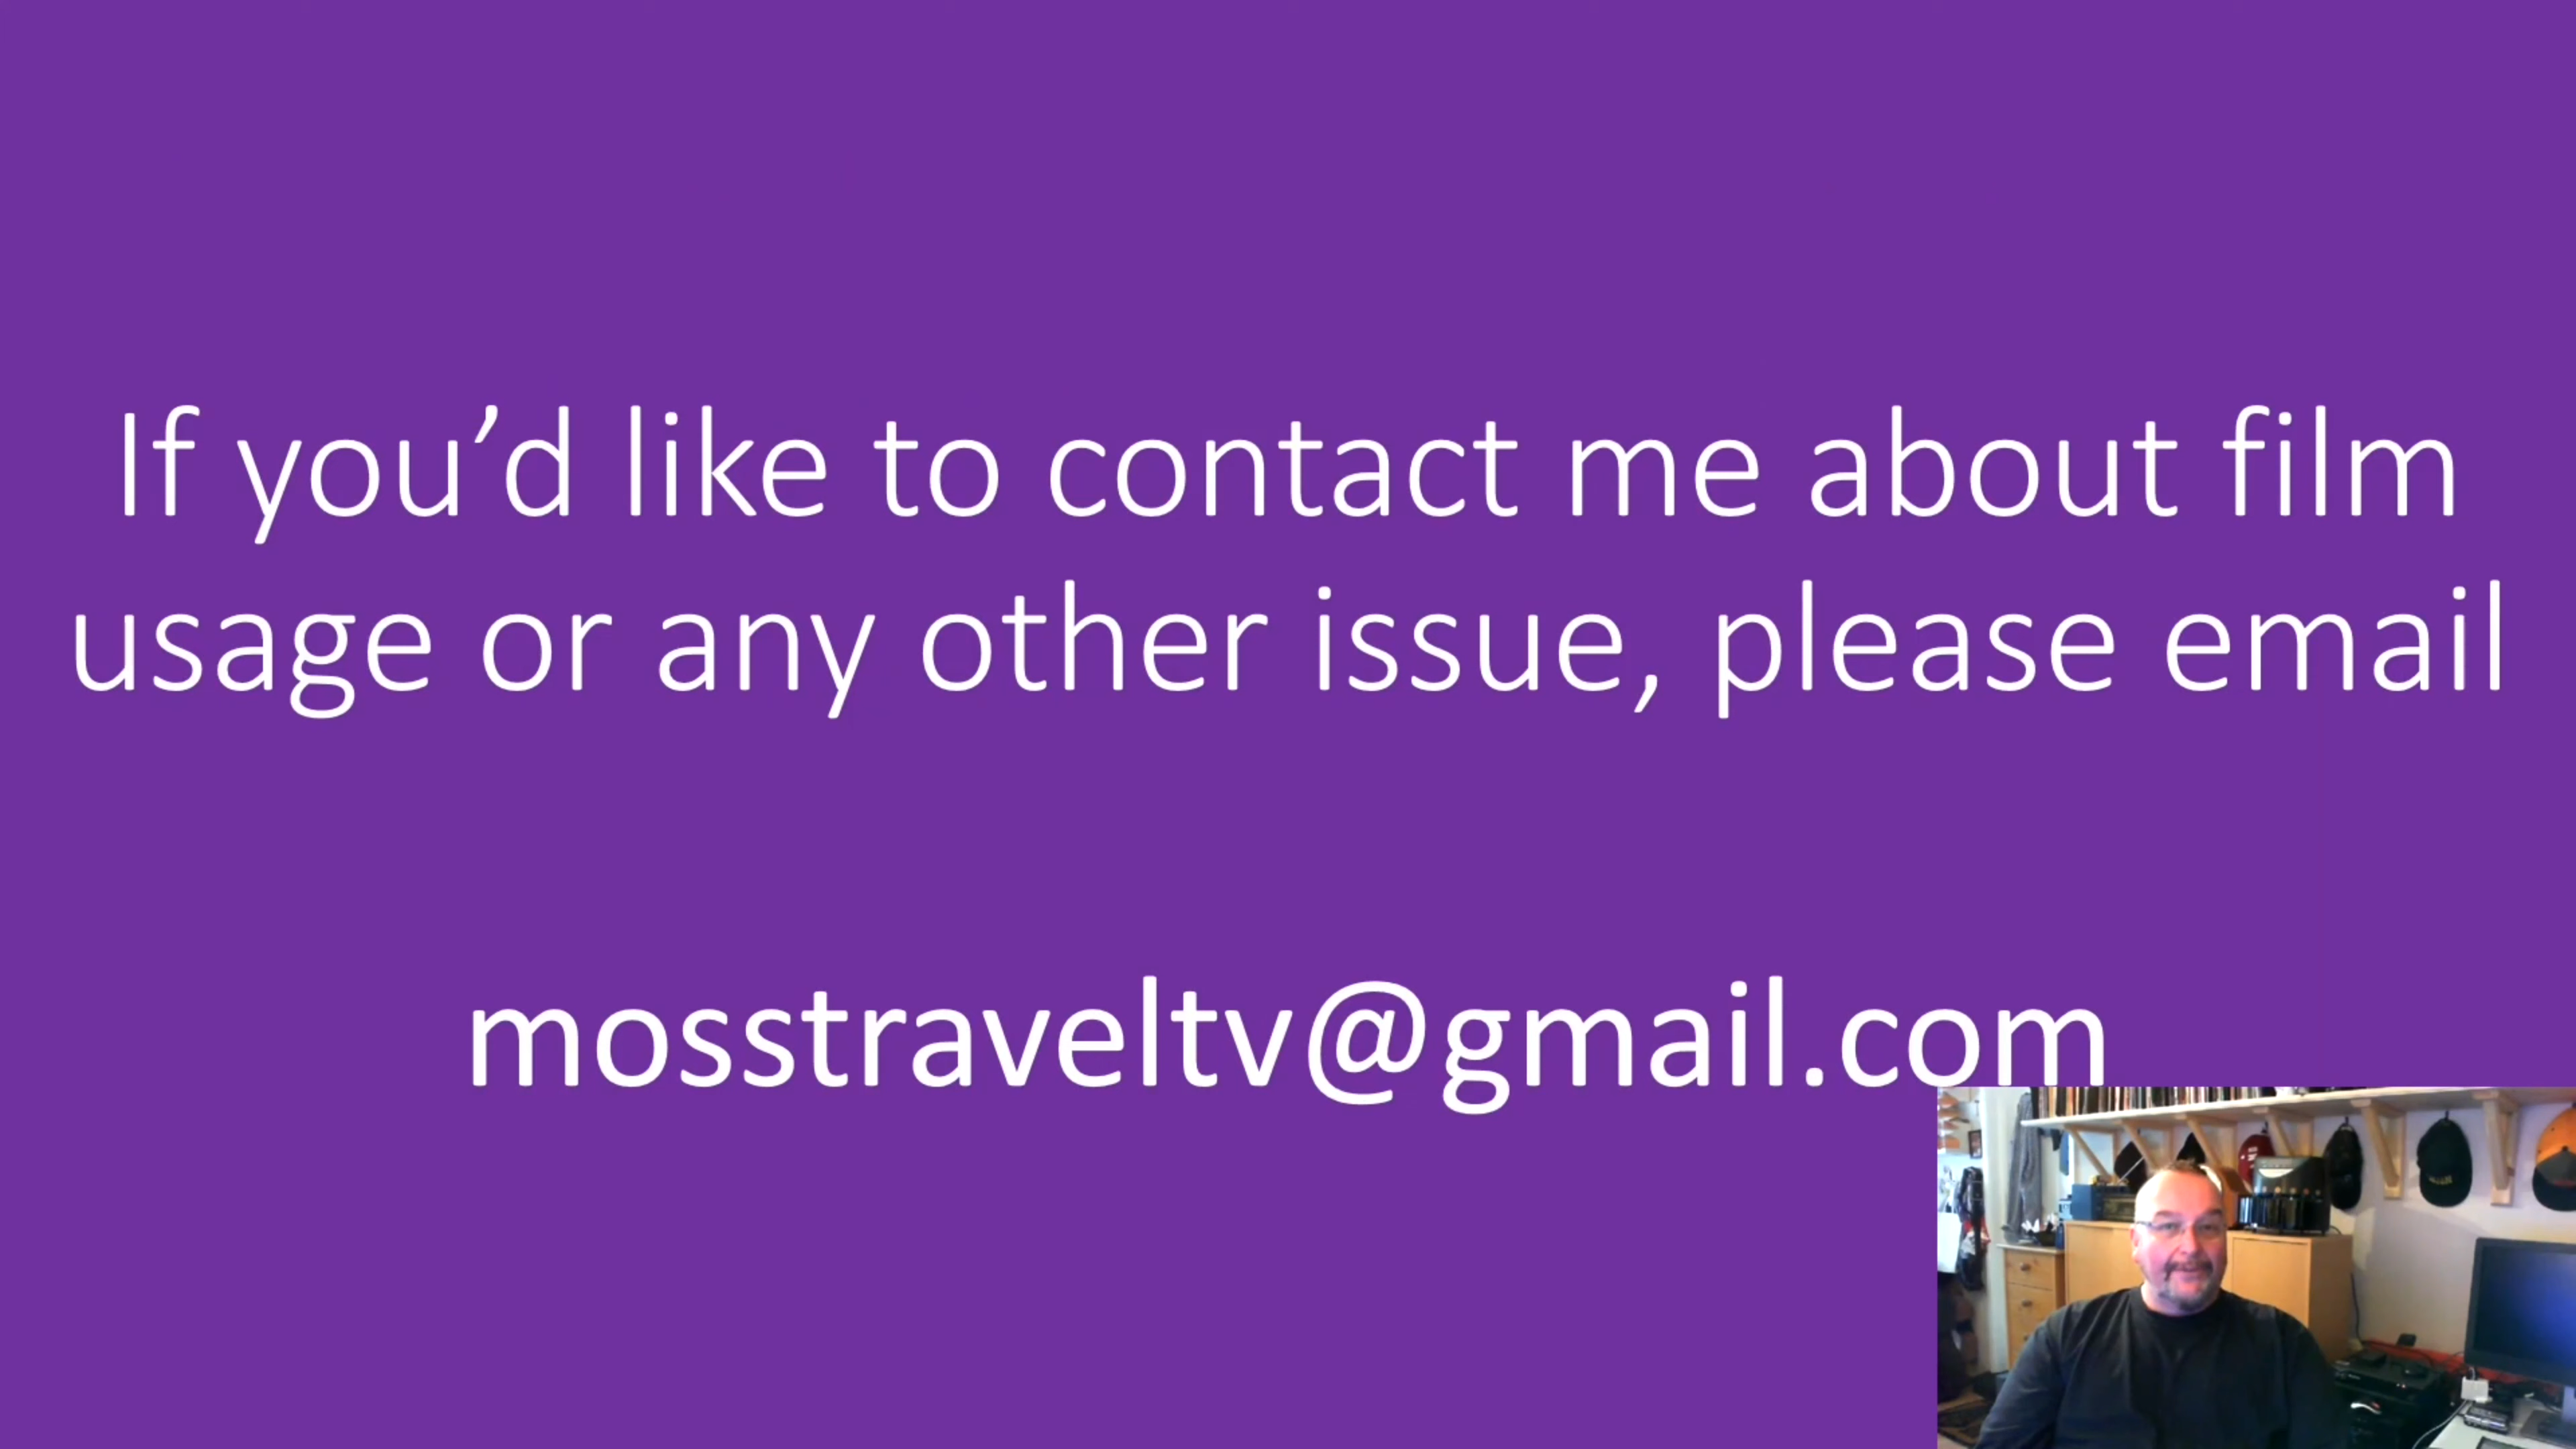 If you’d like to contact me about film
usage or any other issue, please email
mosstraveltv@gmail.com